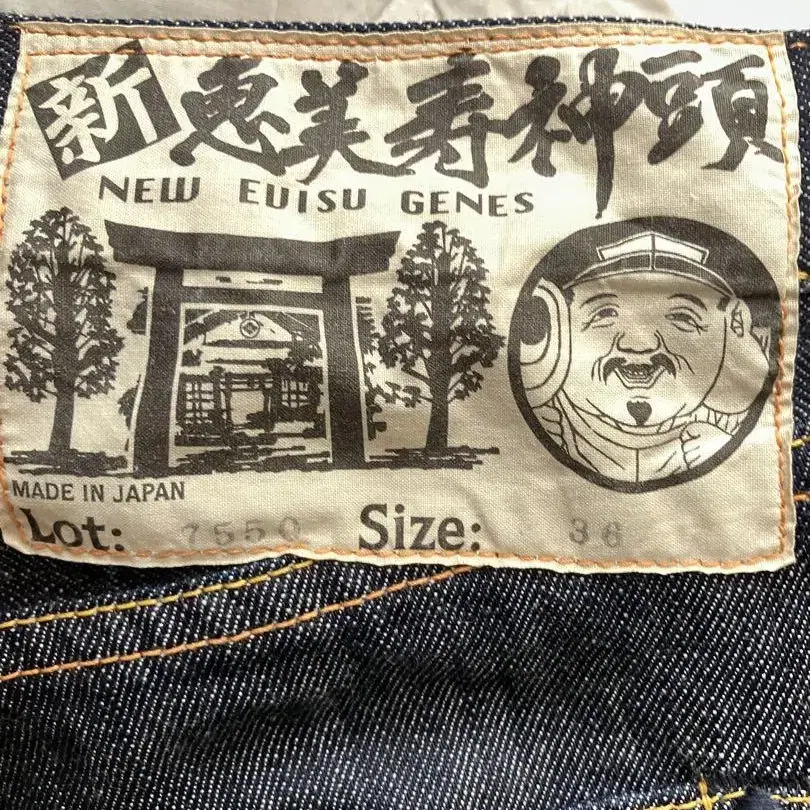 新 恵美寿神頭
NEW EVISU GENES
MADE IN JAPAN
Lot: 7550 Size: 36